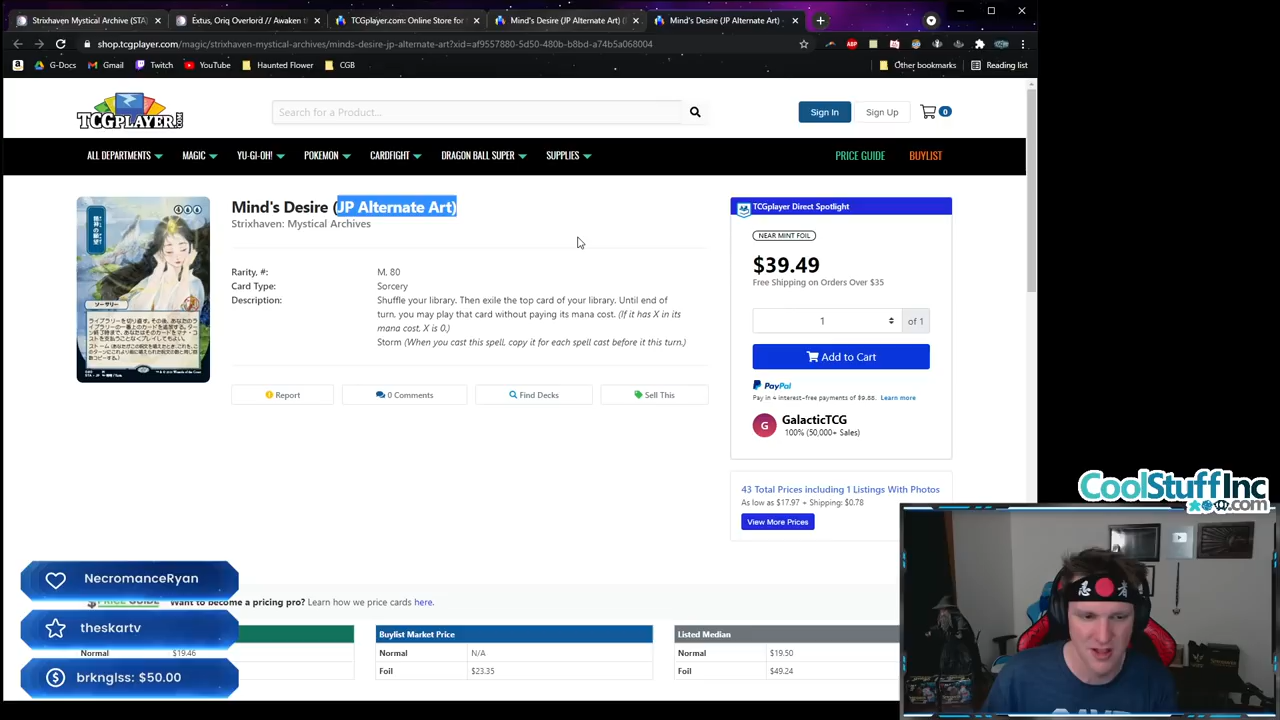 Strixhaven Mystical Archive (STA)
Extus, Oriq Overlord // Awaken t
TCGplayer.com: Online Store for
Mind's Desire (JP Alternate Art)
Mind's Desire (JP Alternate Art)
shop.tcgplayer.com/magic/strixhaven-mystical-archives/minds-desire-jp-alternate-art?xid=af9557880-5d50-480b-b8bd-a74b5a068004
G-Docs
Gmail
Twitch
YouTube
Haunted Flower
CGB
Other bookmarks
Reading list
TCGPLAYER.COM
Search for a Product...
Sign In
Sign Up
0
ALL DEPARTMENTS
MAGIC
YU-GI-OH!
POKEMON
CARDFIGHT
DRAGON BALL SUPER
SUPPLIES
PRICE GUIDE
BUYLIST
Mind's Desire (JP Alternate Art)
Strixhaven: Mystical Archives
Rarity, #:
M, 80
Card Type:
Sorcery
Description:
Shuffle your library. Then exile the top card of your library. Until end of
turn, you may play that card without paying its mana cost. (If it has X in its
mana cost, X is 0.)
Storm (When you cast this spell, copy it for each spell cast before it this turn.)
Report
0 Comments
Find Decks
Sell This
TCGplayer Direct Spotlight
NEAR MINT FOIL
$39.49
Free Shipping on Orders Over $35
1
of 1
Add to Cart
PayPal
Pay in 4 interest-free payments of $9.88. Learn more
G
GalacticTCG
100% (50,000+ Sales)
43 Total Prices including 1 Listings With Photos
As low as $17.97 + Shipping: $0.78
View More Prices
CoolStuffInc
.com
NecromanceRyan
PRICE GUIDE
Want to become a pricing pro? Learn how we price cards here.
theskartv
Buylist Market Price
Listed Median
Normal
$19.46
Normal
N/A
Normal
$19.50
Foil
$23.35
Foil
$49.24
brknglss: $50.00